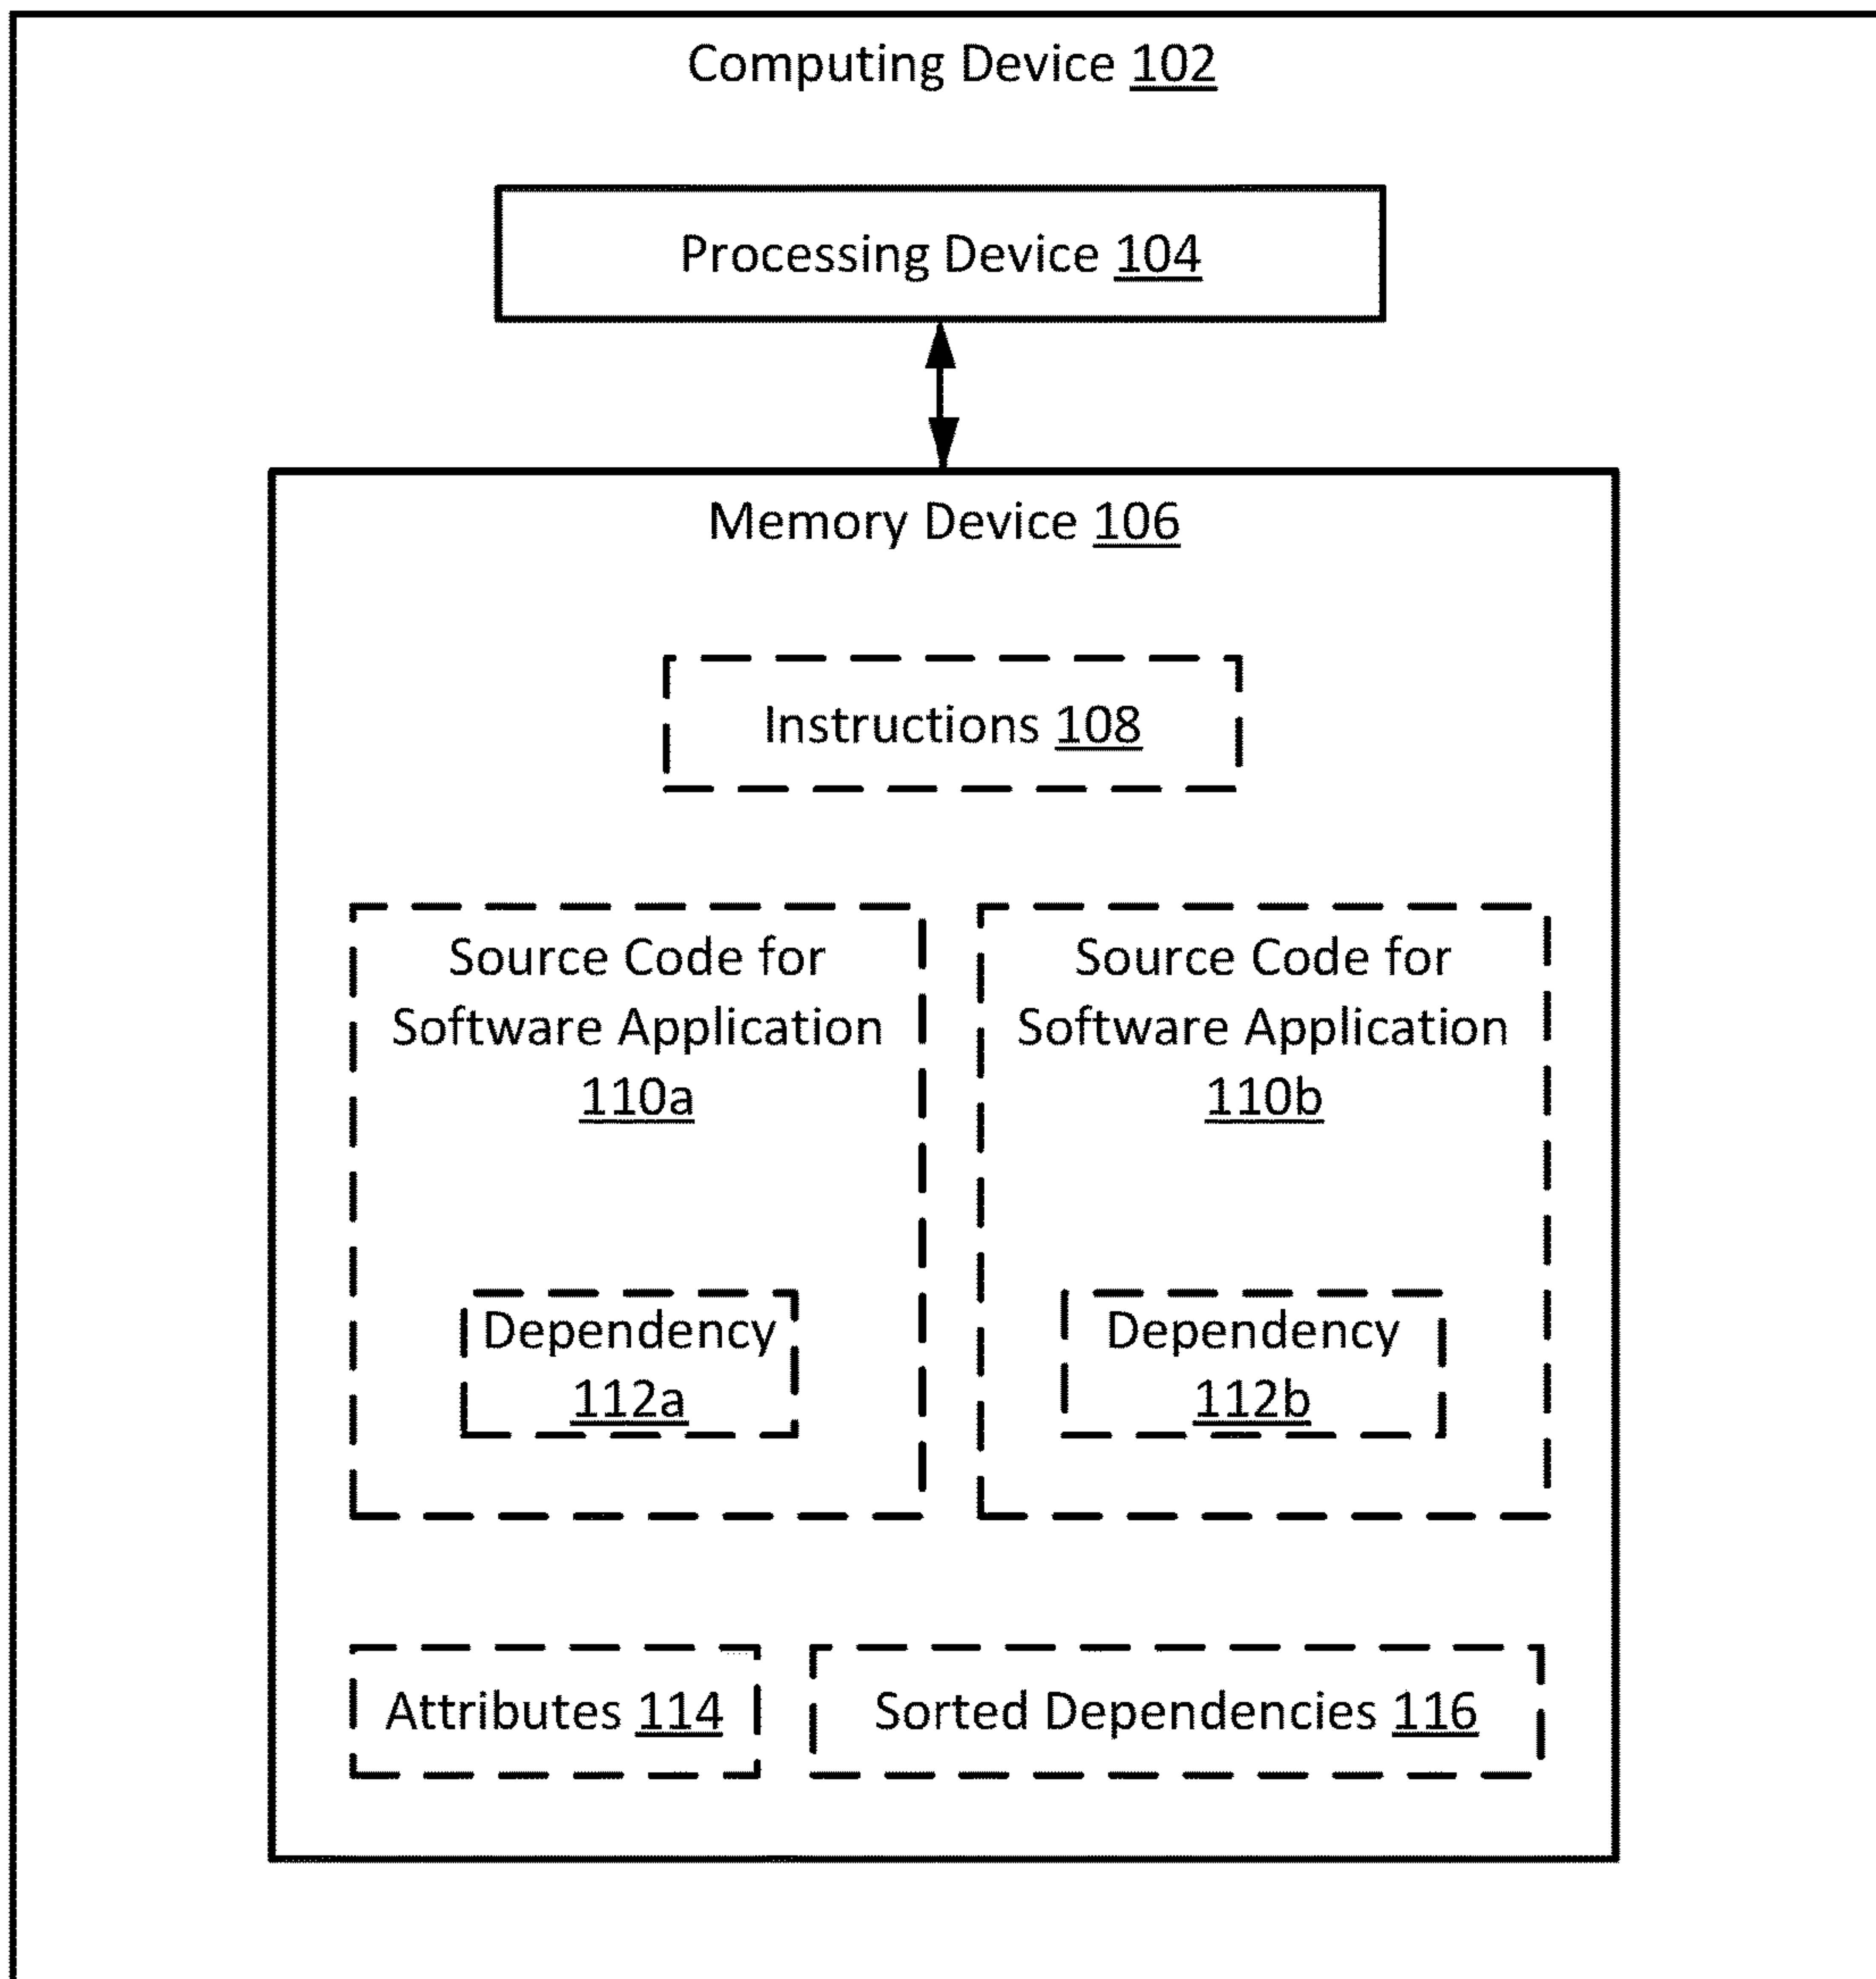 Computing Device 102
Processing Device 104
Memory Device 106
Instructions 108
Source Code for
Software Application
110a
Source Code for
Software Application
110b
Dependency
112a
Dependency
112b
Attributes 114
Sorted Dependencies 116